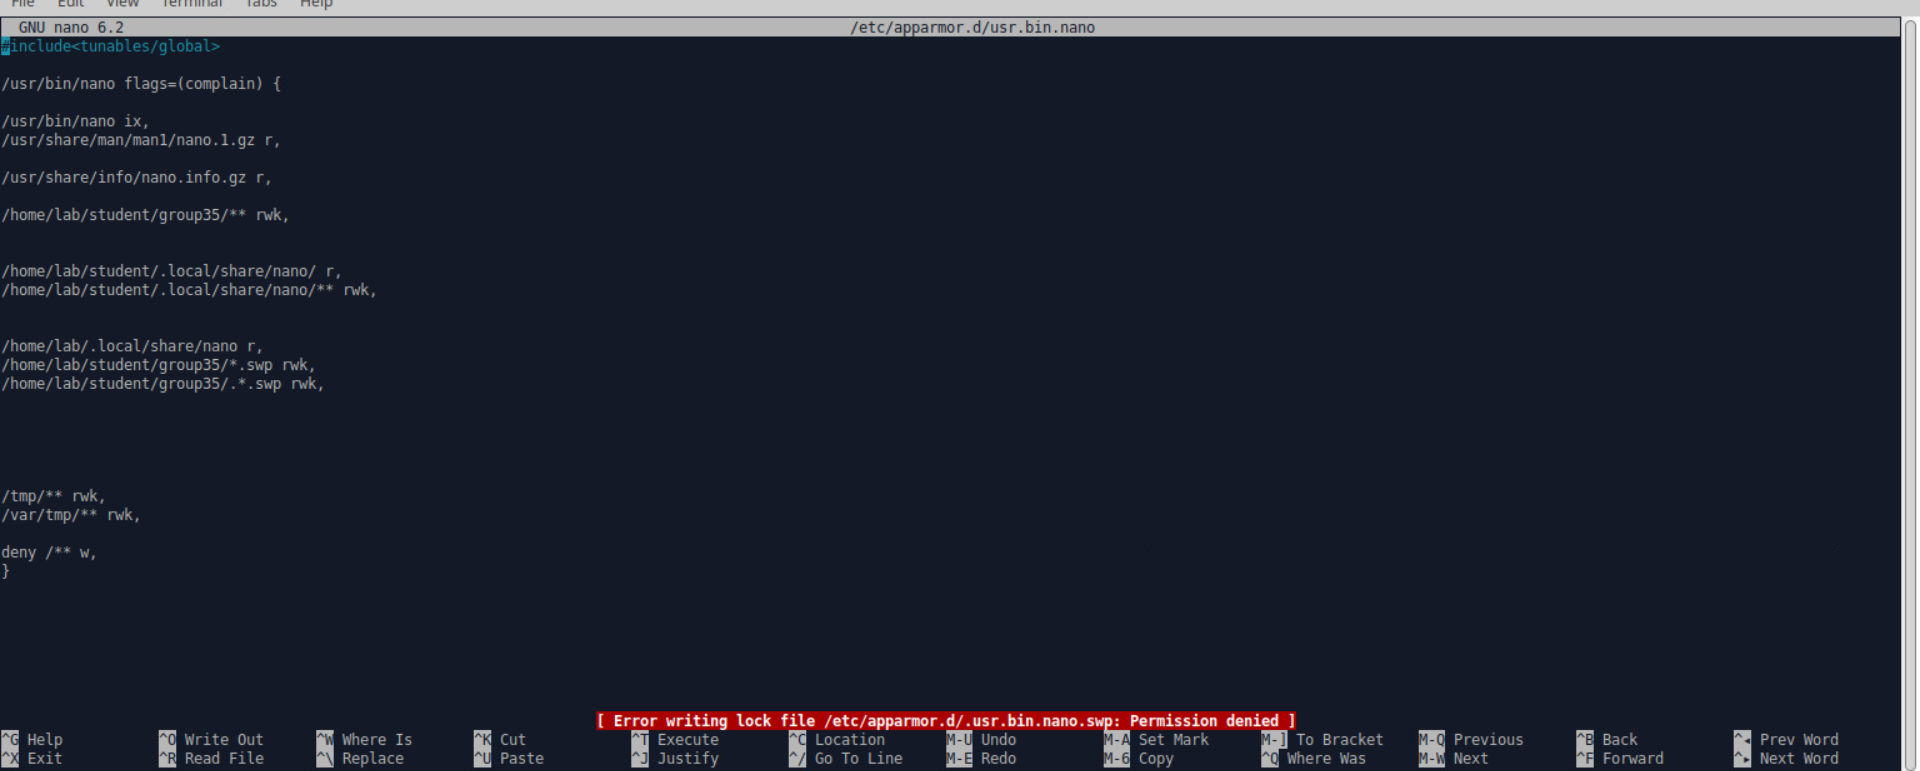 File Edit View Terminal Tabs Help
GNU nano 6.2 /etc/apparmor.d/usr.bin.nano
#include<tunables/global>
/usr/bin/nano flags=(complain) {
/usr/bin/nano ix,
/usr/share/man/man1/nano.1.gz r,
/usr/share/info/nano.info.gz r,
/home/lab/student/group35/** rwk,
/home/lab/student/.local/share/nano/ r,
/home/lab/student/.local/share/nano/** rwk,
/home/lab/.local/share/nano r,
/home/lab/student/group35/*.swp rwk,
/home/lab/student/group35/.*.swp rwk,
/tmp/** rwk,
/var/tmp/** rwk,
deny /** w,
}
[ Error writing lock file /etc/apparmor.d/.usr.bin.nano.swp: Permission denied ]
^G Help ^O Write Out ^W Where Is ^K Cut ^T Execute ^C Location M-U Undo M-A Set Mark M-] To Bracket M-Q Previous ^B Back ^◂ Prev Word
^X Exit ^R Read File ^\ Replace ^U Paste ^J Justify ^/ Go To Line M-E Redo M-6 Copy ^Q Where Was M-W Next ^F Forward ^▸ Next Word